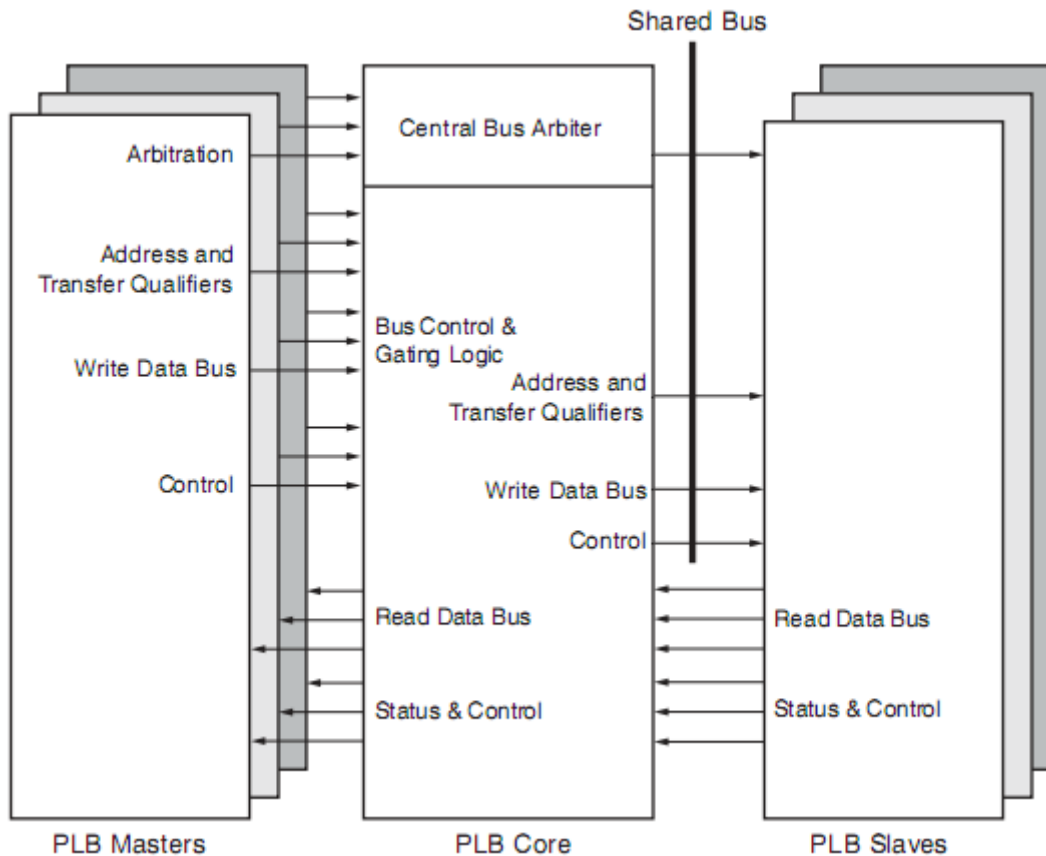 Shared Bus
Central Bus Arbiter
Arbitration
Address and
Transfer Qualifiers
Bus Control &
Gating Logic
Write Data Bus
Address and
Transfer Qualifiers
Control
Write Data Bus
Control
Read Data Bus
Read Data Bus
Status & Control
Status & Control
PLB Masters
PLB Core
PLB Slaves